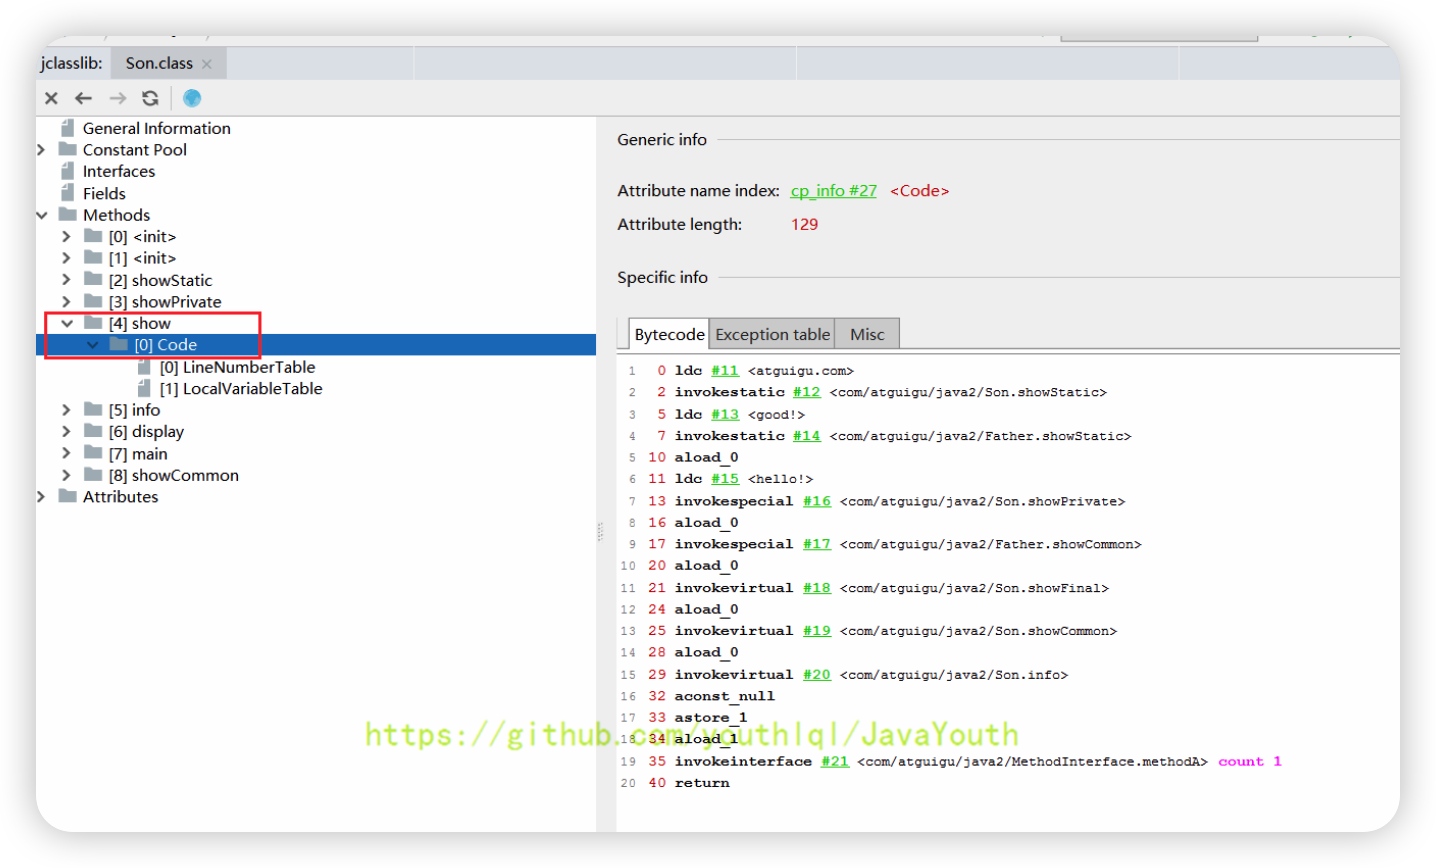 jclasslib: Son.class
General Information
Constant Pool
Interfaces
Fields
Methods
[0] <init>
[1] <init>
[2] showStatic
[3] showPrivate
[4] show
[0] Code
[0] LineNumberTable
[1] LocalVariableTable
[5] info
[6] display
[7] main
[8] showCommon
Attributes
Generic info
Attribute name index: cp_info #27 <Code>
Attribute length: 129
Specific info
Bytecode Exception table Misc
1 0 ldc #11 <atguigu.com>
2 2 invokestatic #12 <com/atguigu/java2/Son.showStatic>
3 5 ldc #13 <good!>
4 7 invokestatic #14 <com/atguigu/java2/Father.showStatic>
5 10 aload_0
6 11 ldc #15 <hello!>
7 13 invokespecial #16 <com/atguigu/java2/Son.showPrivate>
8 16 aload_0
9 17 invokespecial #17 <com/atguigu/java2/Father.showCommon>
10 20 aload_0
11 21 invokevirtual #18 <com/atguigu/java2/Son.showFinal>
12 24 aload_0
13 25 invokevirtual #19 <com/atguigu/java2/Son.showCommon>
14 28 aload_0
15 29 invokevirtual #20 <com/atguigu/java2/Son.info>
16 32 aconst_null
17 33 astore_1
18 34 aload_1
19 35 invokeinterface #21 <com/atguigu/java2/MethodInterface.methodA> count 1
20 40 return
https://github.com/youthlql/JavaYouth